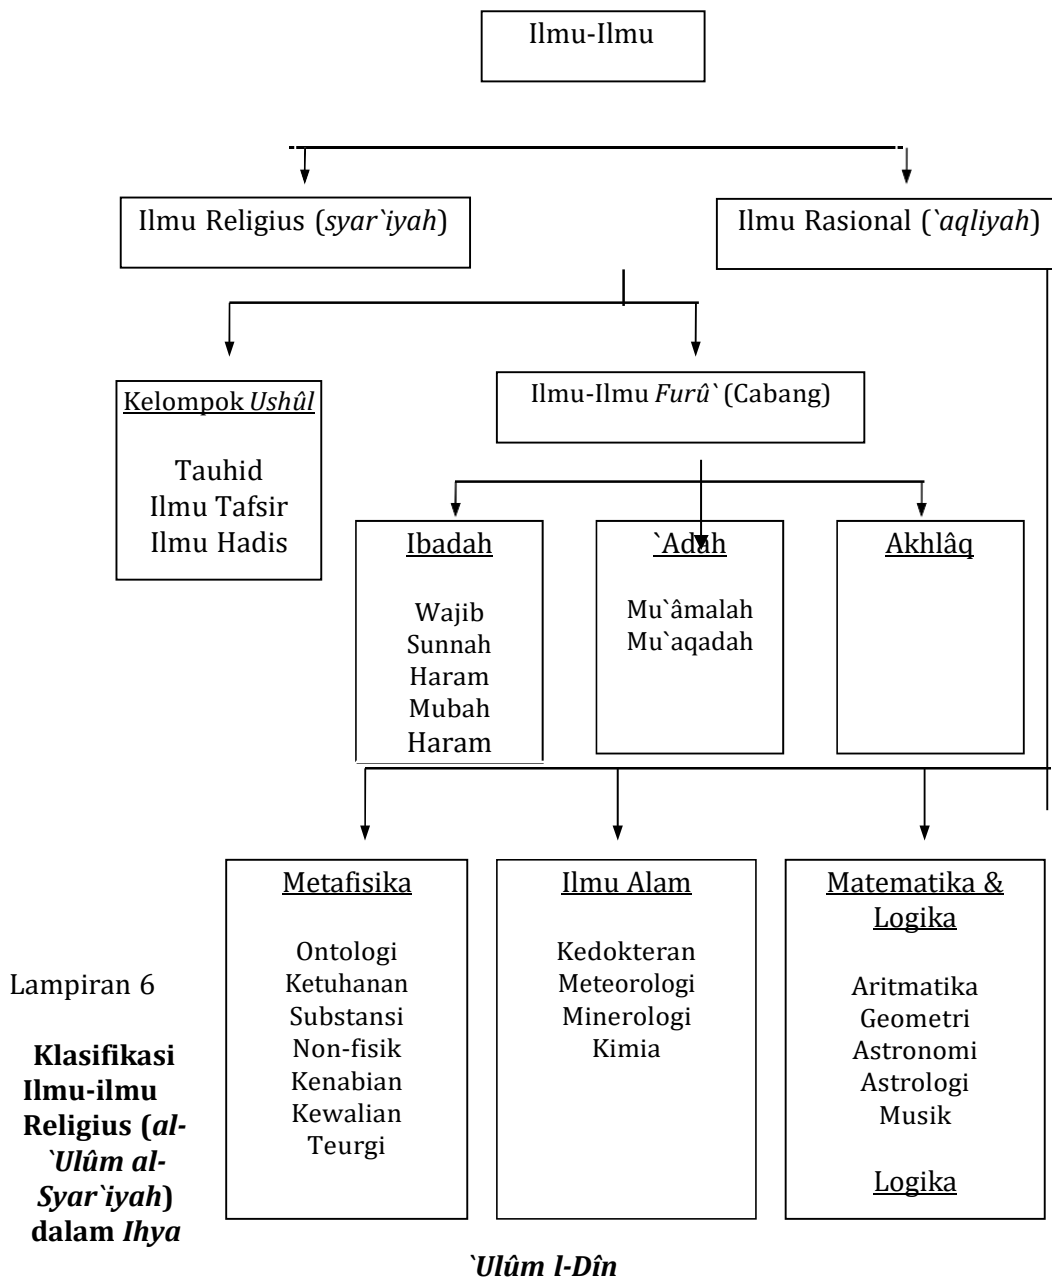 Ilmu-Ilmu
Ilmu Religius (syar`iyah)
Ilmu Rasional (`aqliyah)
Kelompok Ushûl
Tauhid
Ilmu Tafsir
Ilmu Hadis
Ilmu-Ilmu Furû` (Cabang)
Ibadah
Wajib
Sunnah
Haram
Mubah
Haram
`Adah
Mu`âmalah
Mu`aqadah
Akhlâq
Metafisika
Ontologi
Ketuhanan
Substansi
Non-fisik
Kenabian
Kewalian
Teurgi
Ilmu Alam
Kedokteran
Meteorologi
Minerologi
Kimia
Matematika &
Logika
Aritmatika
Geometri
Astronomi
Astrologi
Musik
Logika
Lampiran 6
Klasifikasi
Ilmu-ilmu
Religius (al-
`Ulûm al-
Syar`iyah)
dalam Ihya
`Ulûm l-Dîn